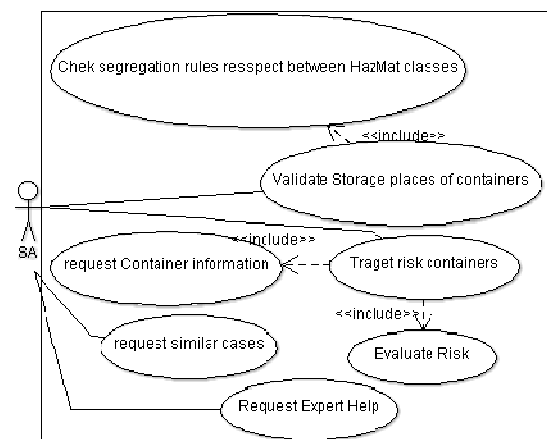 Chek segregation rules resspect between HazMat classes
<<include>>
Validate Storage places of containers
SA
<<include>>
request Container information
Traget risk containers
<<include>>
request similar cases
Evaluate Risk
Request Expert Help